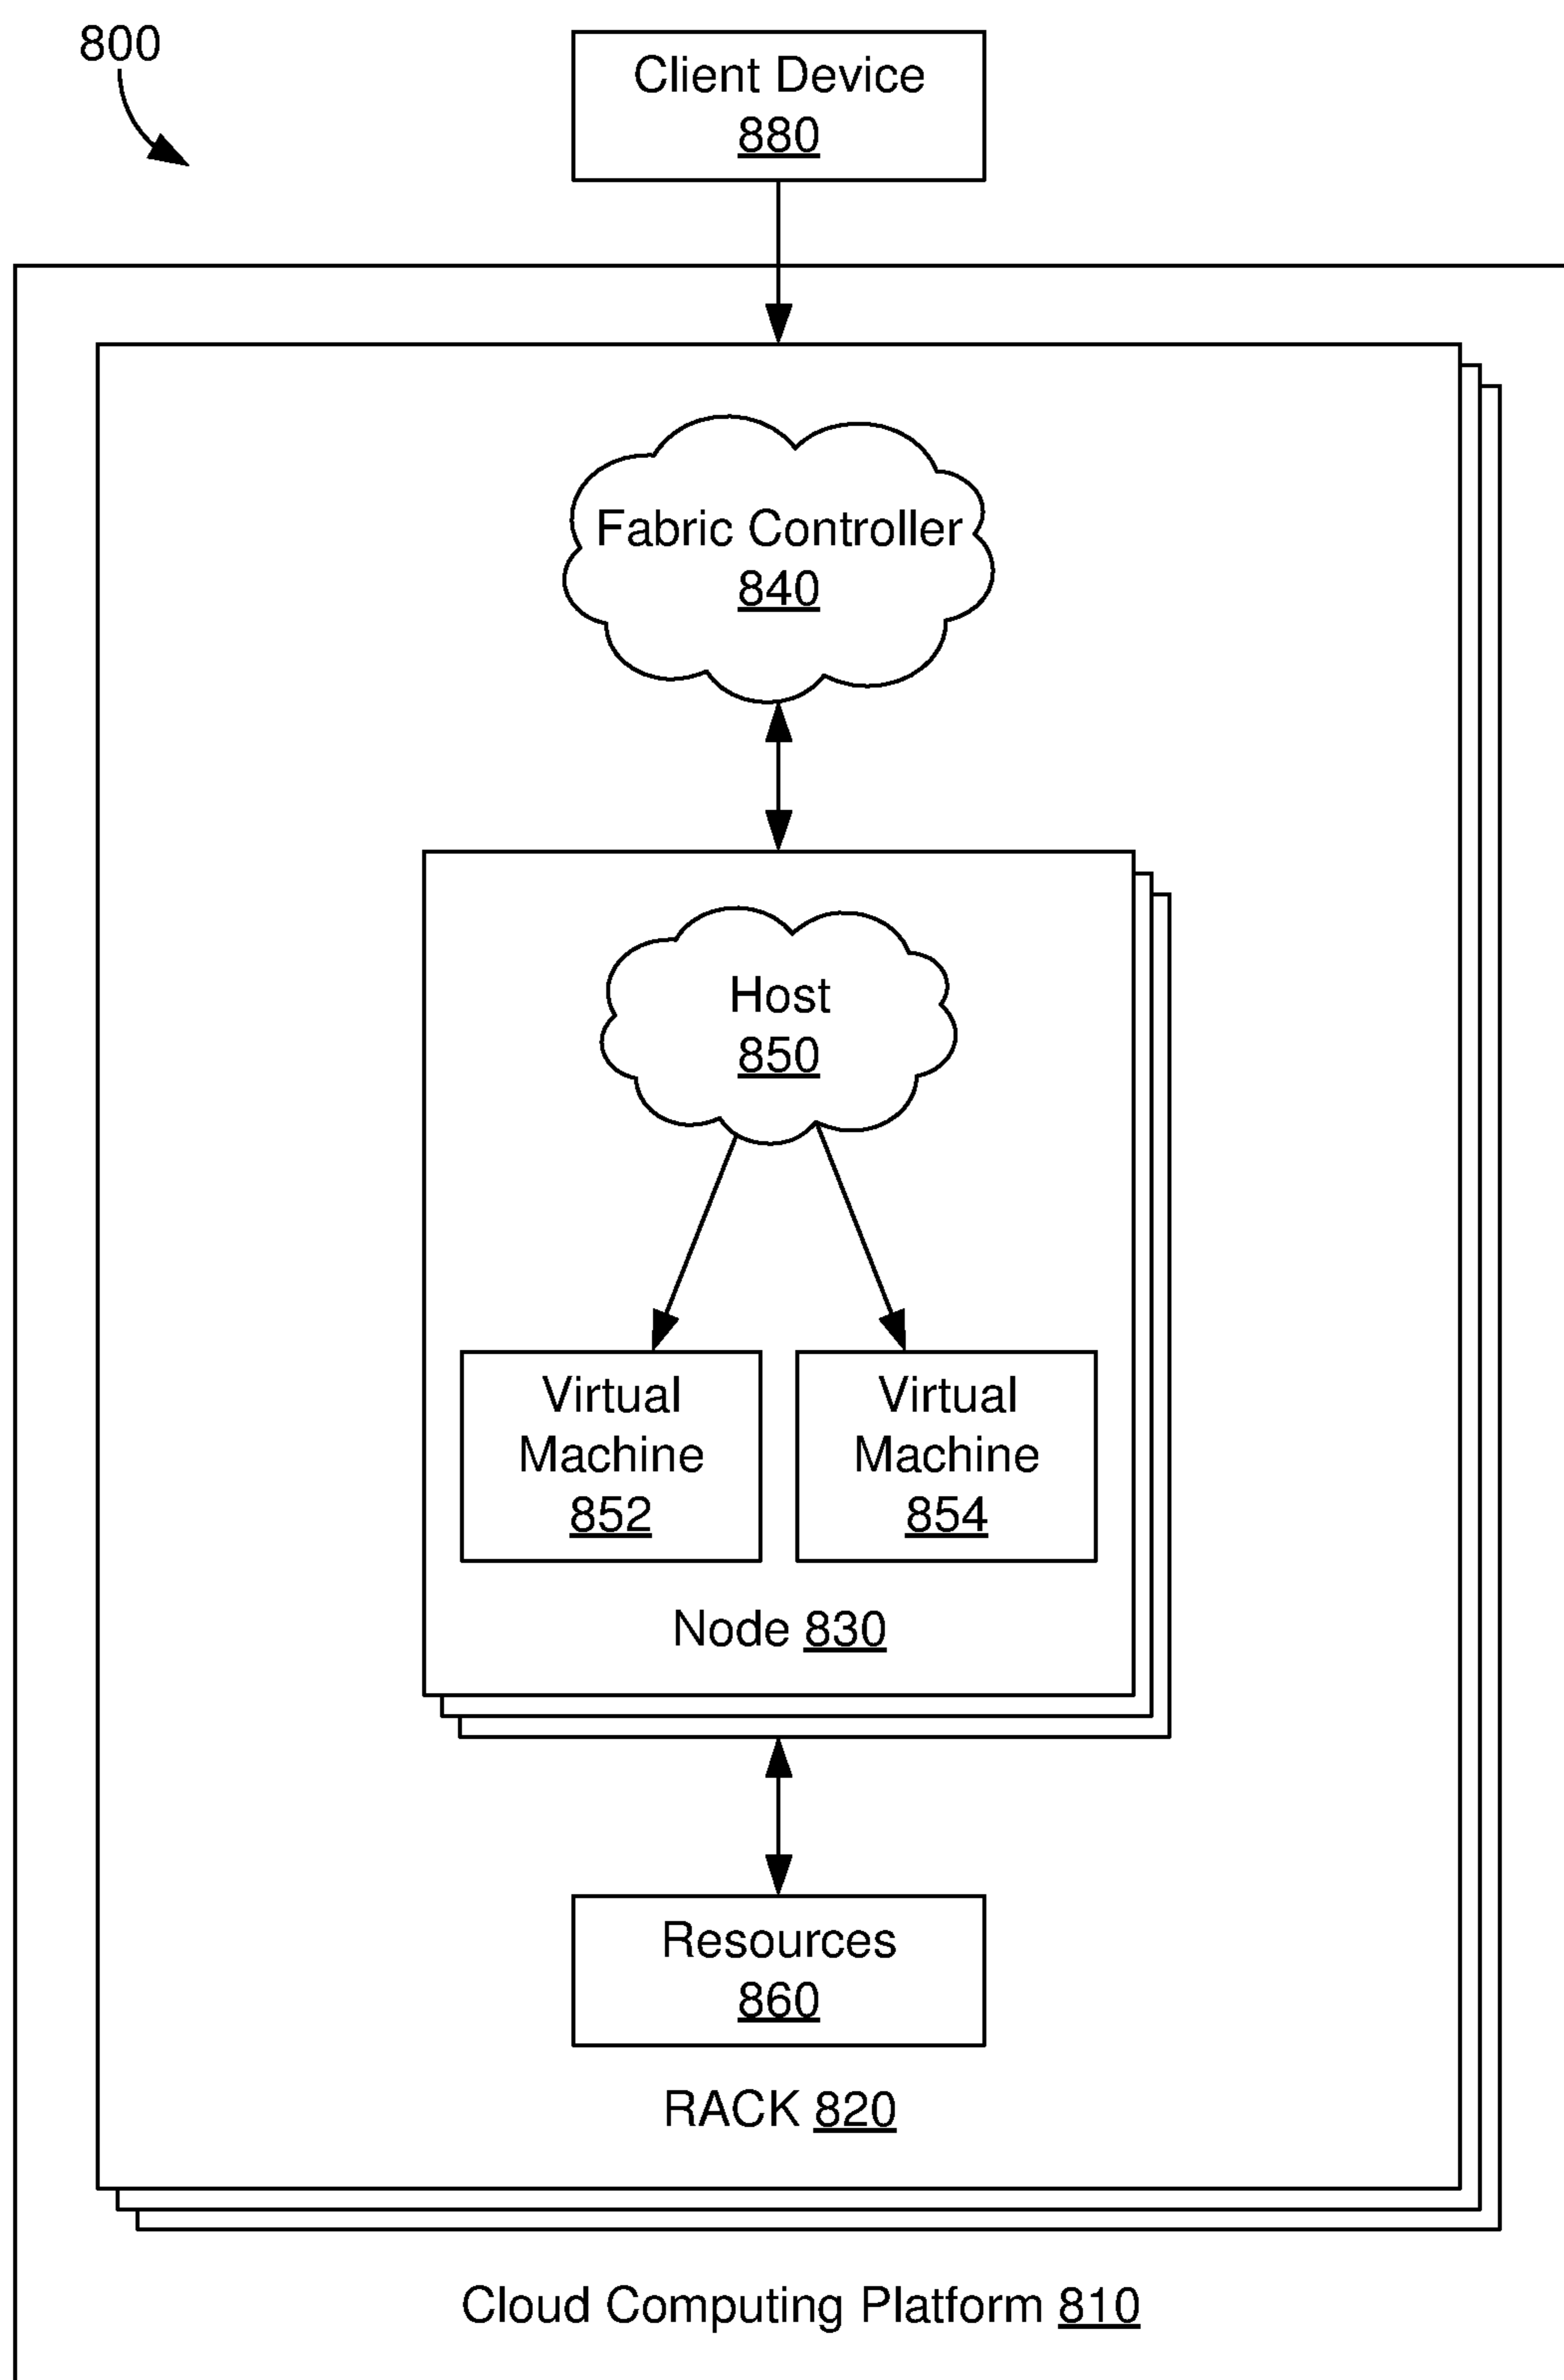 800
Client Device
880
Fabric Controller
840
Host
850
Virtual
Machine
852
Virtual
Machine
854
Node 830
Resources
860
RACK 820
Cloud Computing Platform 810